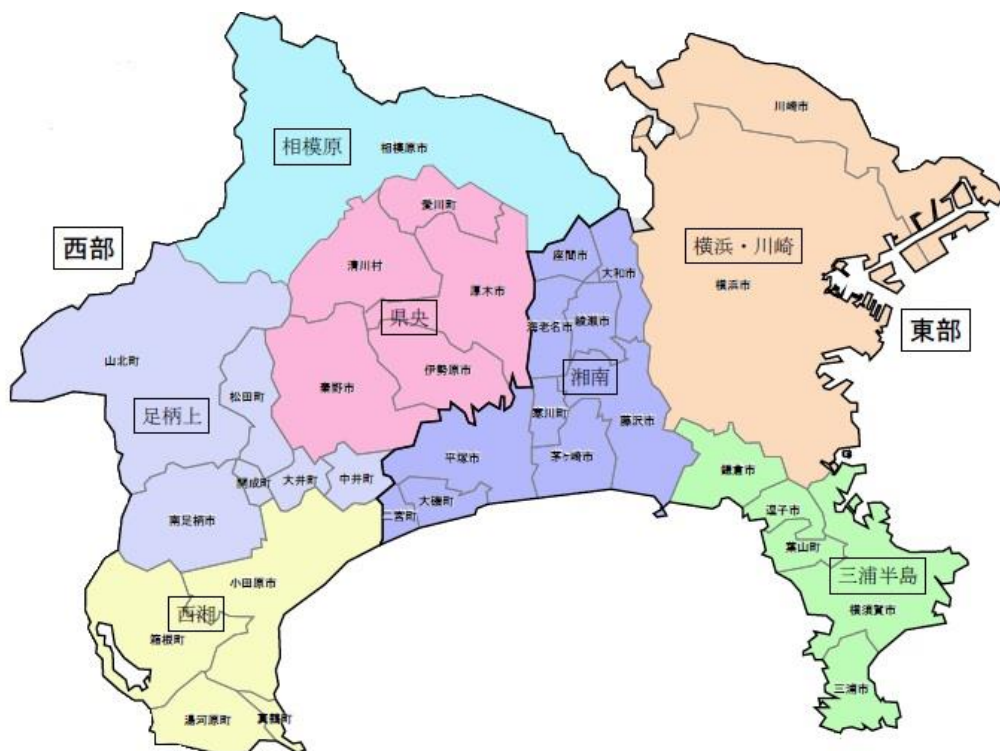 川崎市
相模原
相模原市
愛川町
西部
清川村
厚木市
座間市
大和市
横浜・川崎
横浜市
県央
海老名市
綾瀬市
東部
山北町
秦野市
伊勢原市
湘南
松田町
足柄上
寒川町
藤沢市
平塚市
茅ヶ崎市
鎌倉市
開成町
大井町
中井町
大磯町
二宮町
南足柄市
逗子市
葉山町
小田原市
三浦半島
西湘
横須賀市
箱根町
三浦市
湯河原町
真鶴町